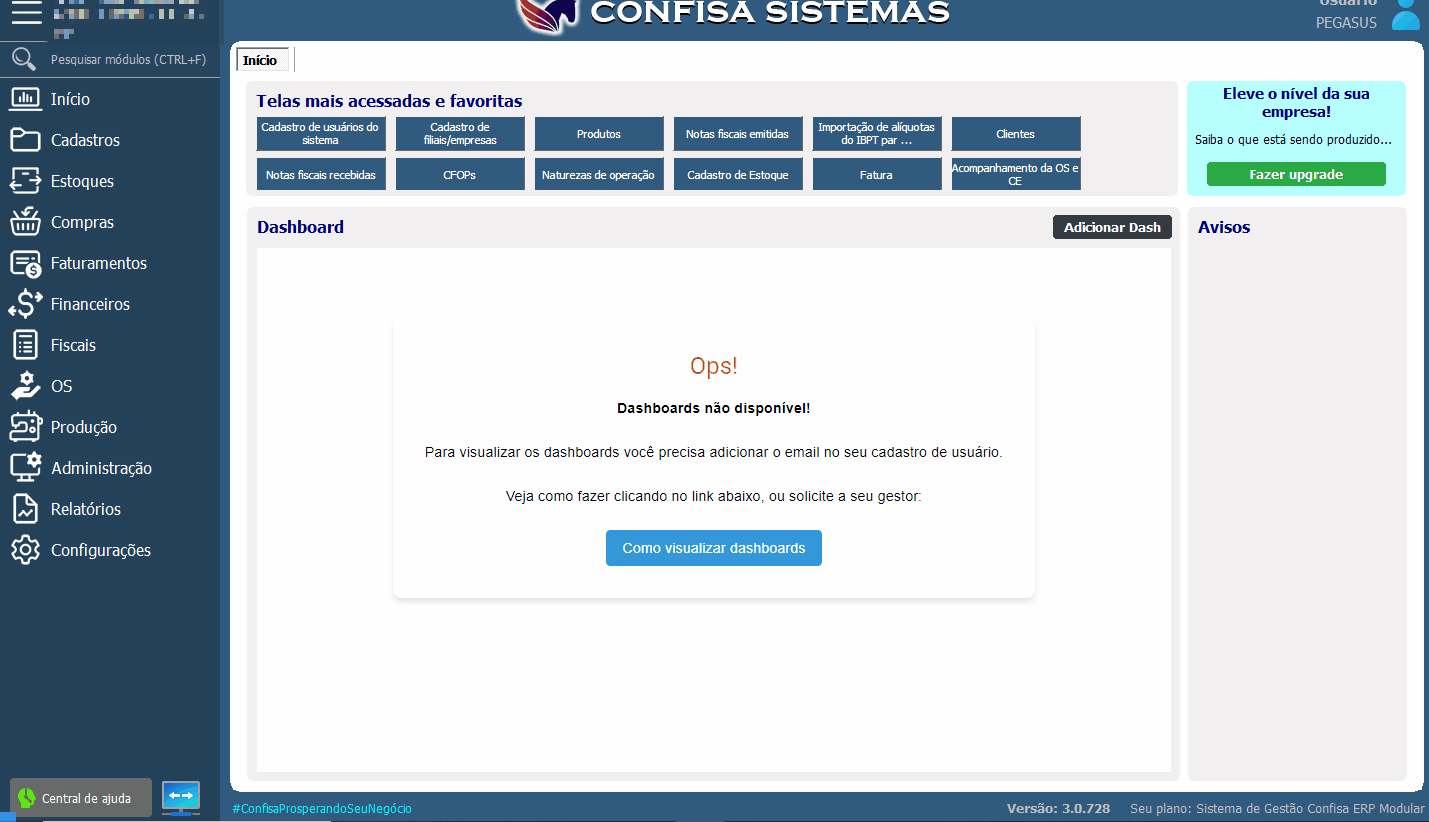 CONFISA SISTEMAS
Usuário
PEGASUS
Pesquisar módulos (CTRL+F)
Início
Cadastros
Estoques
Compras
Faturamentos
Financeiros
Fiscais
OS
Produção
Administração
Relatórios
Configurações
Central de ajuda
Início
Telas mais acessadas e favoritas
Cadastro de usuários do
sistema
Cadastro de
filiais/empresas
Produtos
Notas fiscais emitidas
Importação de alíquotas
do IBPT par ...
Clientes
Notas fiscais recebidas
CFOPs
Naturezas de operação
Cadastro de Estoque
Fatura
Acompanhamento da OS e
CE
Eleve o nível da sua
empresa!
Saiba o que está sendo produzido...
Fazer upgrade
Dashboard
Adicionar Dash
Avisos
Ops!
Dashboards não disponível!
Para visualizar os dashboards você precisa adicionar o email no seu cadastro de usuário.
Veja como fazer clicando no link abaixo, ou solicite a seu gestor:
Como visualizar dashboards
#ConfisaProsperandoSeuNegócio
Versão: 3.0.728
Seu plano: Sistema de Gestão Confisa ERP Modular